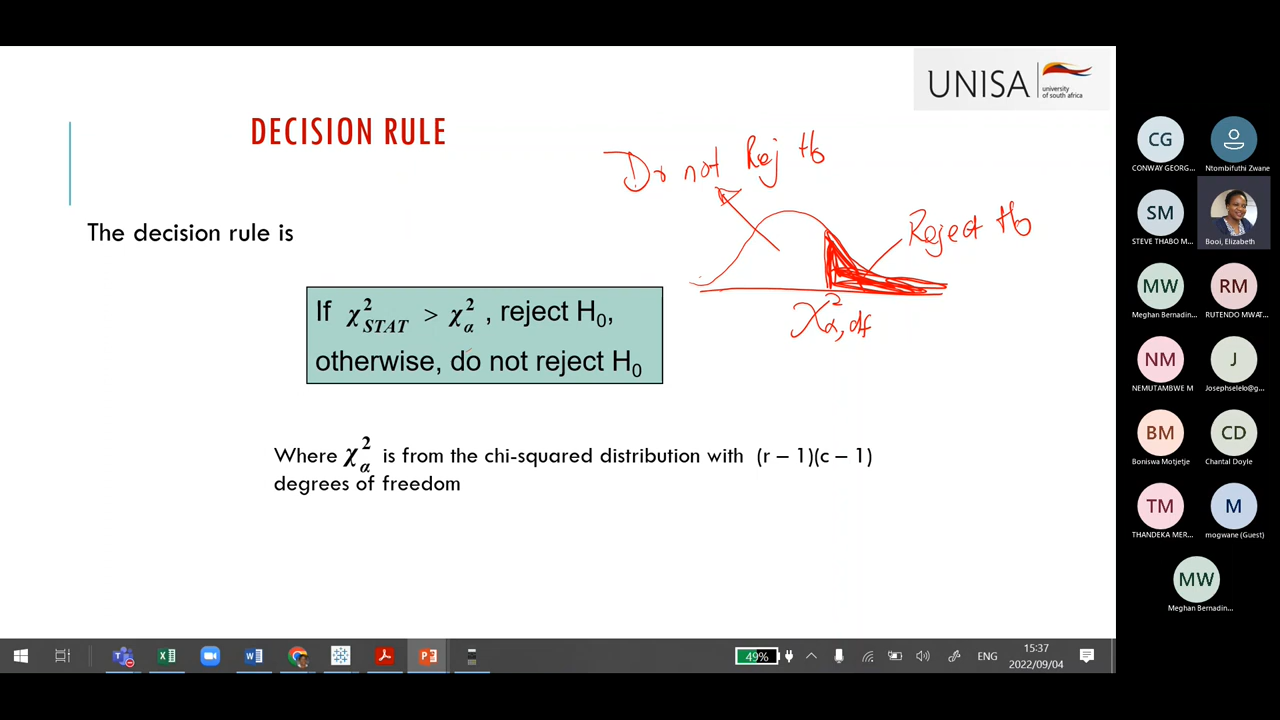 UNISA
university
of south africa
DECISION RULE
Do not Rej H0
Reject H0
The decision rule is
If χ²STAT > χ²α , reject H0,
otherwise, do not reject H0
χ²α, df
Where χ²α is from the chi-squared distribution with (r – 1)(c – 1)
degrees of freedom
CG
CONWAY GEORG...
Ntombifuthi Zwane
SM
STEVE THABO M...
Booi, Elizabeth
MW
Meghan Bernadin...
RM
RUTENDO MWAT...
NM
NEMUTAMBWE M
J
Josephselelo@g...
BM
Boniswa Motjetje
CD
Chantal Doyle
TM
THANDEKA MER...
M
mogwane (Guest)
MW
Meghan Bernadin...
49%
ENG
15:37
2022/09/04